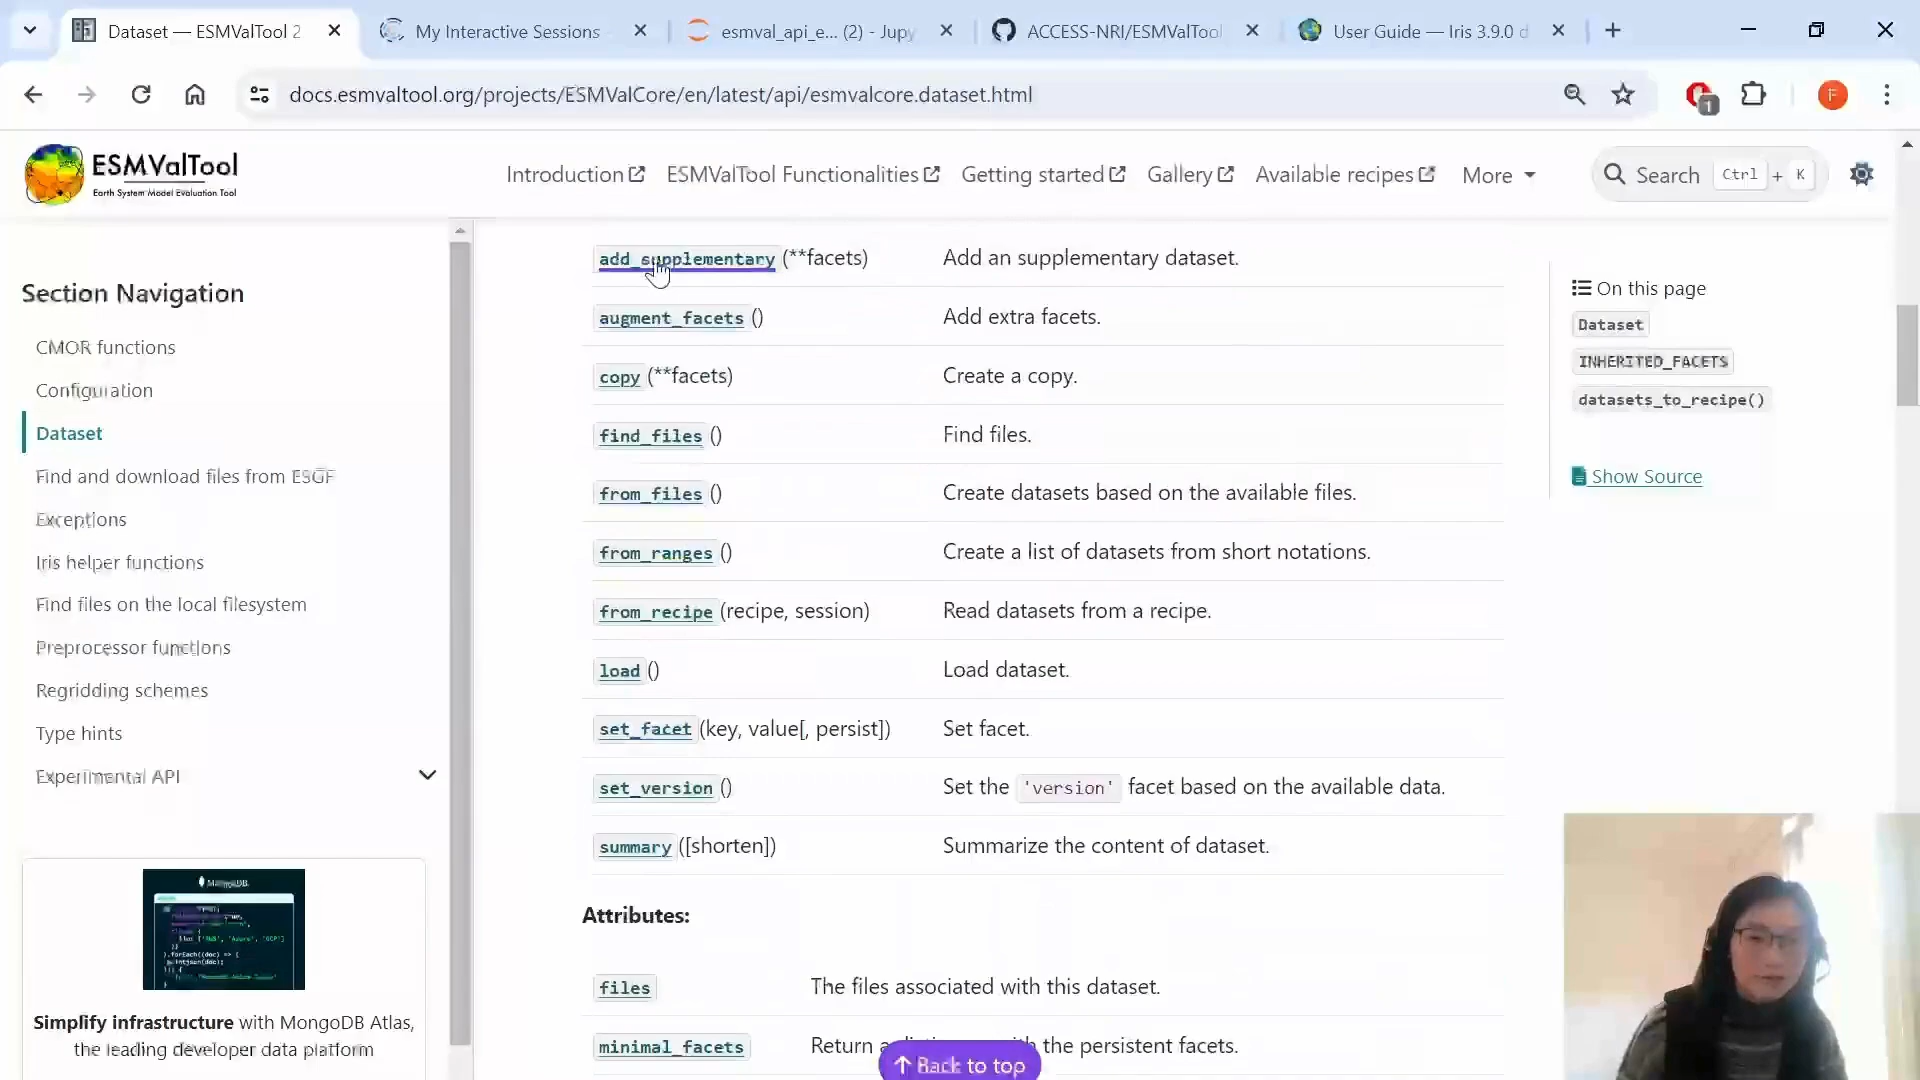 Dataset — ESMValTool 2
My Interactive Sessions
esmval_api_e... (2) - Jupy
ACCESS-NRI/ESMValTool
User Guide — Iris 3.9.0 d
docs.esmvaltool.org/projects/ESMValCore/en/latest/api/esmvalcore.dataset.html
1
F
ESMValTool
Earth System Model Evaluation Tool
Introduction
ESMValTool Functionalities
Getting started
Gallery
Available recipes
More
Search Ctrl + K
Section Navigation
CMOR functions
Configuration
Dataset
Find and download files from ESGF
Exceptions
Iris helper functions
Find files on the local filesystem
Preprocessor functions
Regridding schemes
Type hints
Experimental API
MongoDB.
Simplify infrastructure with MongoDB Atlas,
the leading developer data platform
add_supplementary (**facets) Add an supplementary dataset.
augment_facets () Add extra facets.
copy (**facets) Create a copy.
find_files () Find files.
from_files () Create datasets based on the available files.
from_ranges () Create a list of datasets from short notations.
from_recipe (recipe, session) Read datasets from a recipe.
load () Load dataset.
set_facet (key, value[, persist]) Set facet.
set_version () Set the 'version' facet based on the available data.
summary ([shorten]) Summarize the content of dataset.
Attributes:
files The files associated with this dataset.
minimal_facets Return a the persistent facets.
Back to top
On this page
Dataset
INHERITED_FACETS
datasets_to_recipe()
Show Source